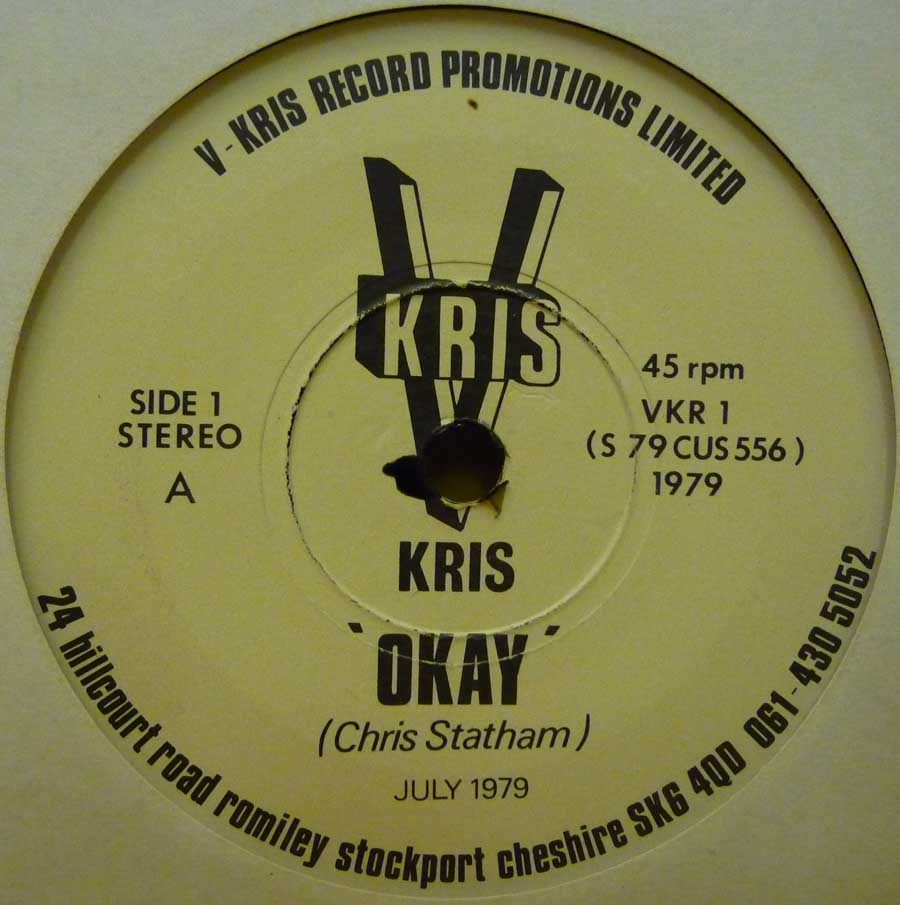 V-KRIS RECORD PROMOTIONS LIMITED
V
KRIS
SIDE 1
STEREO
A
45 rpm
VKR 1
(S 79 CUS 556)
1979
KRIS
'OKAY'
(Chris Statham)
JULY 1979
24 hillcourt road romiley stockport cheshire SK6 4QD 061-430 5052